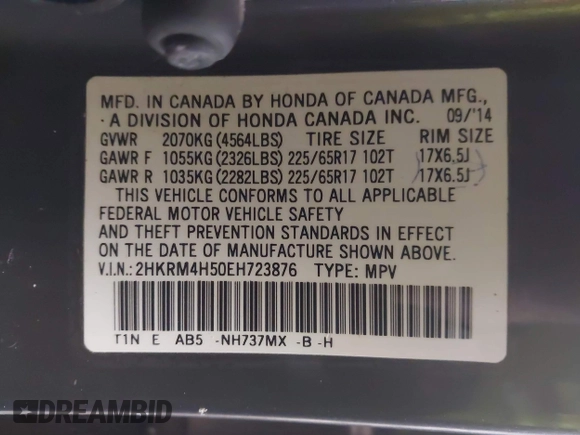 MFD. IN CANADA BY HONDA OF CANADA MFG.,
A DIVISION OF HONDA CANADA INC. 09/'14
GVWR 2070KG (4564LBS) TIRE SIZE RIM SIZE
GAWR F 1055KG (2326LBS) 225/65R17 102T 17X6.5J
GAWR R 1035KG (2282LBS) 225/65R17 102T 17X6.5J
THIS VEHICLE CONFORMS TO ALL APPLICABLE
FEDERAL MOTOR VEHICLE SAFETY
AND THEFT PREVENTION STANDARDS IN EFFECT
ON THE DATE OF MANUFACTURE SHOWN ABOVE.
V.I.N.: 2HKRM4H50EH723876 TYPE: MPV
T1N E AB5 -NH737MX -B -H
DREAMBID